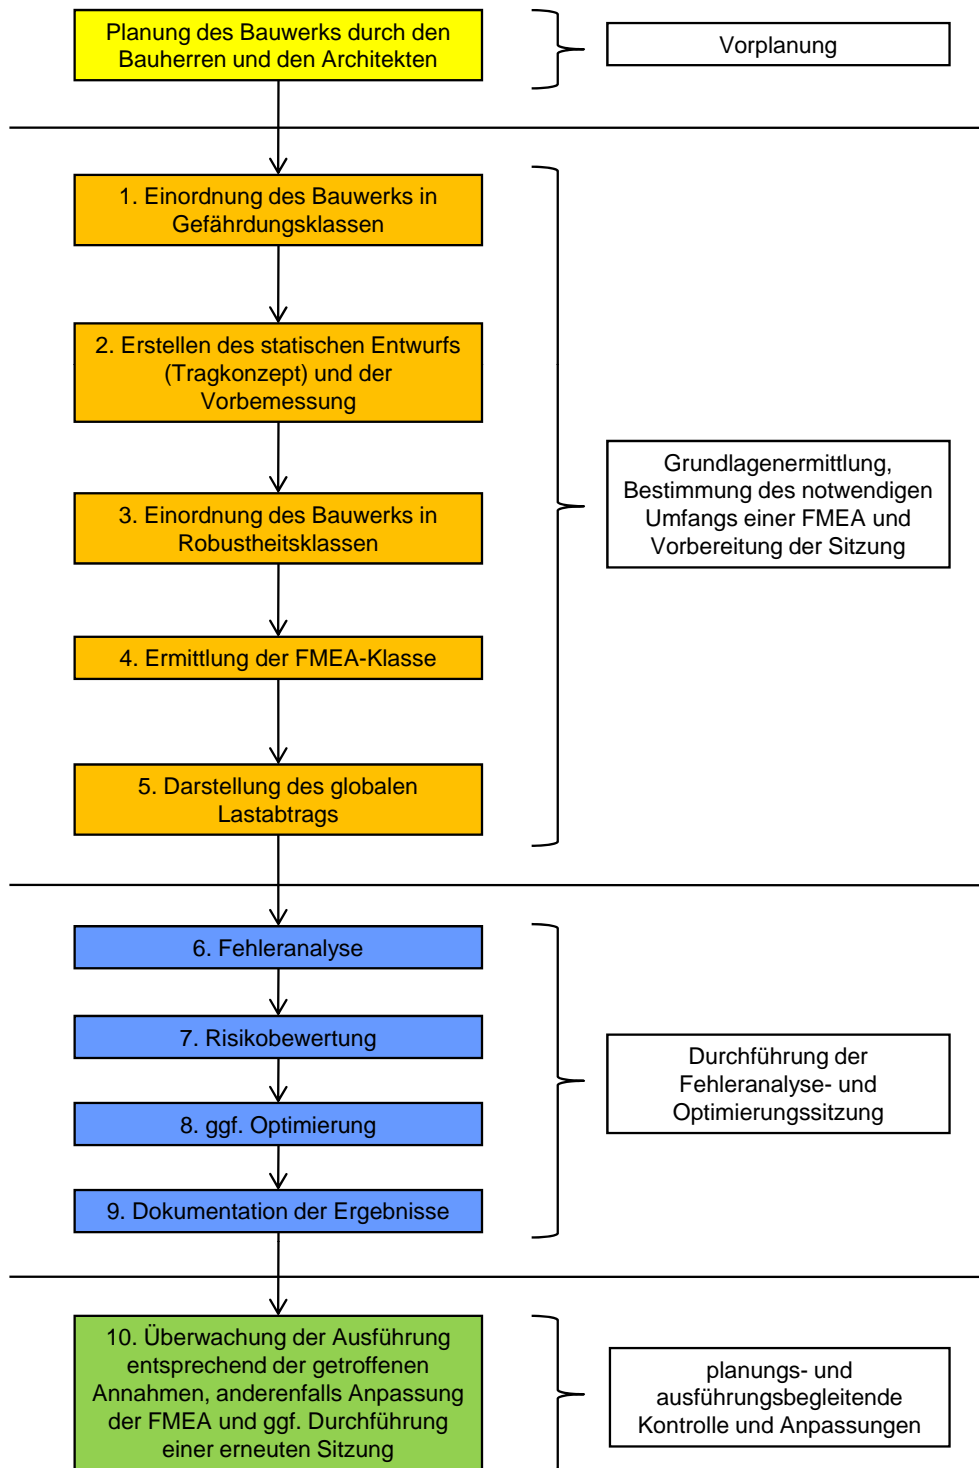 Planung des Bauwerks durch den
Bauherren und den Architekten
Vorplanung
1. Einordnung des Bauwerks in
Gefährdungsklassen
2. Erstellen des statischen Entwurfs
(Tragkonzept) und der
Vorbemessung
3. Einordnung des Bauwerks in
Robustheitsklassen
4. Ermittlung der FMEA-Klasse
5. Darstellung des globalen
Lastabtrags
Grundlagenermittlung,
Bestimmung des notwendigen
Umfangs einer FMEA und
Vorbereitung der Sitzung
6. Fehleranalyse
7. Risikobewertung
8. ggf. Optimierung
9. Dokumentation der Ergebnisse
Durchführung der
Fehleranalyse- und
Optimierungssitzung
10. Überwachung der Ausführung
entsprechend der getroffenen
Annahmen, anderenfalls Anpassung
der FMEA und ggf. Durchführung
einer erneuten Sitzung
planungs- und
ausführungsbegleitende
Kontrolle und Anpassungen